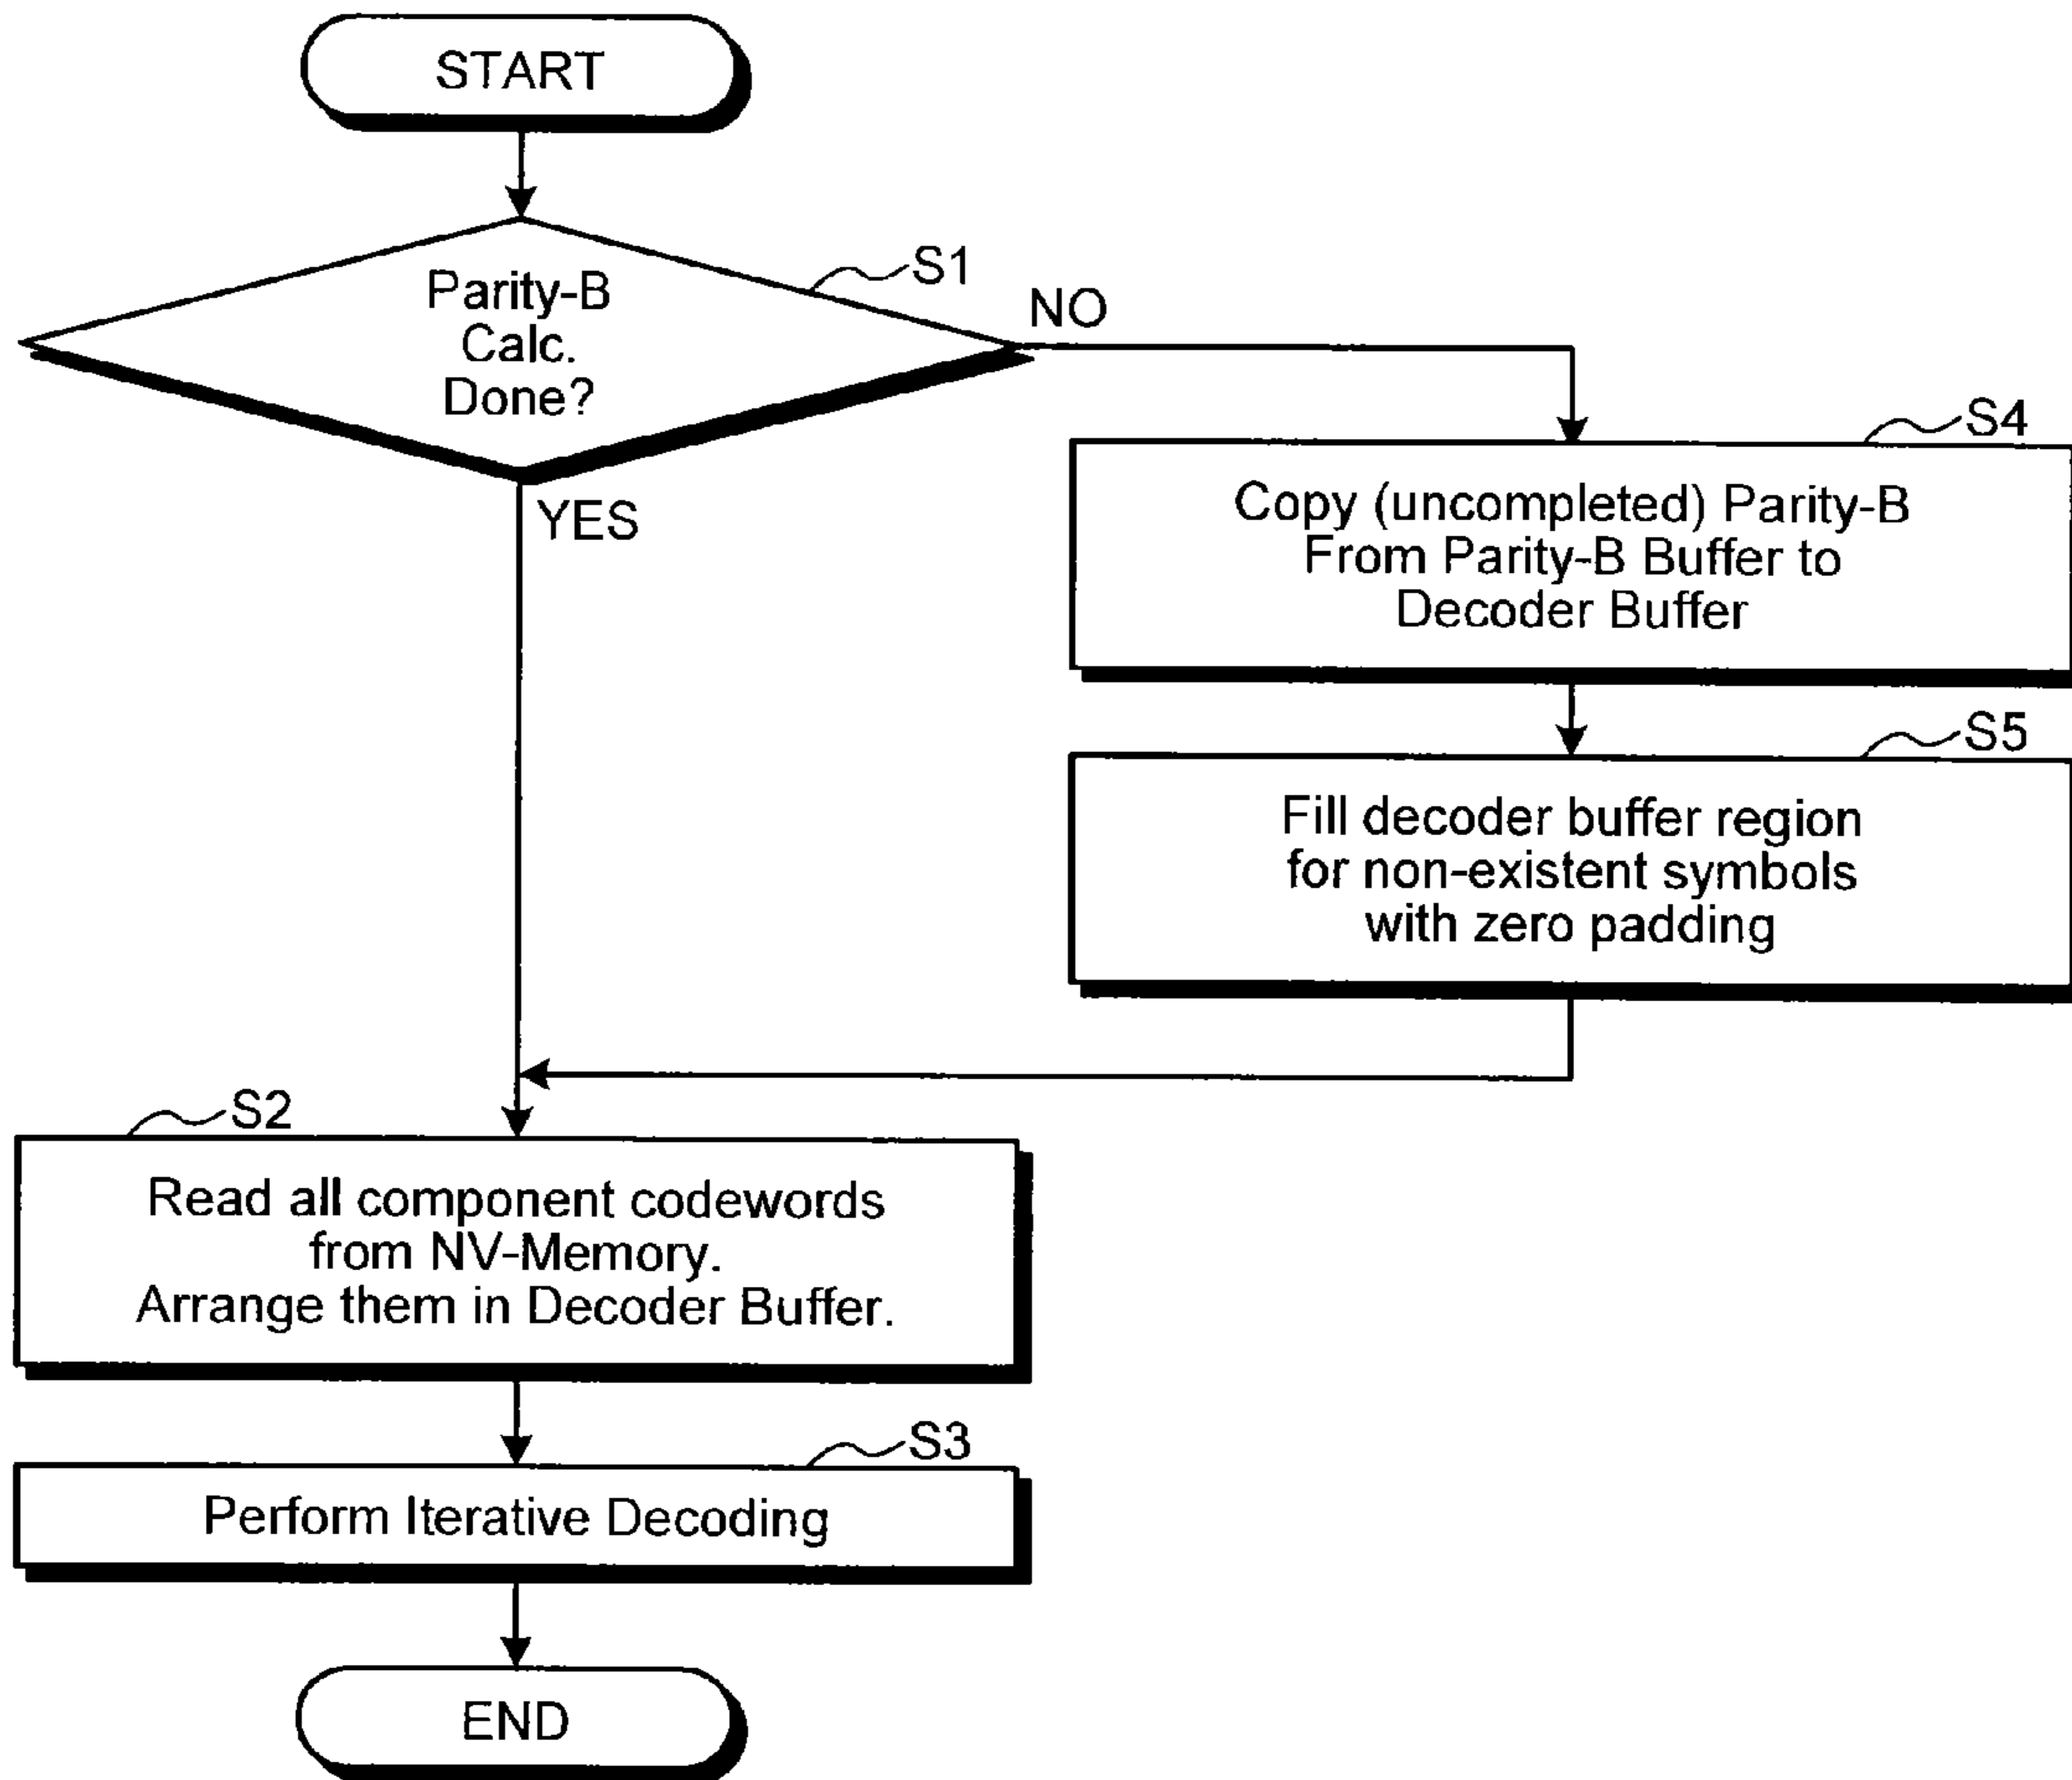 START
S1
Parity-B
Calc.
Done?
NO
YES
S4
Copy (uncompleted) Parity-B
From Parity-B Buffer to
Decoder Buffer
S5
Fill decoder buffer region
for non-existent symbols
with zero padding
S2
Read all component codewords
from NV-Memory.
Arrange them in Decoder Buffer.
S3
Perform Iterative Decoding
END